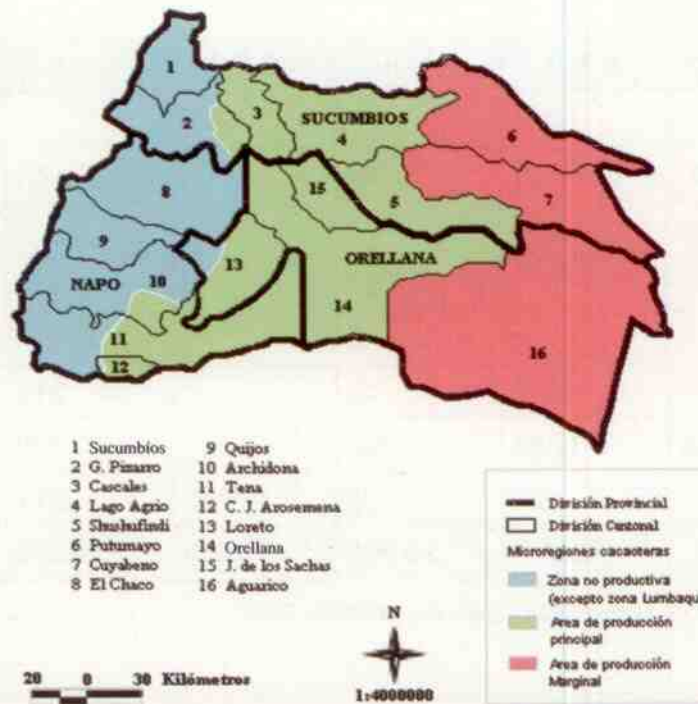 1
2
3
SUCUMBIOS
4
6
8
15
5
7
9
NAPO
10
13
ORELLANA
14
16
11
12
1 Sucumbíos
2 G. Pizarro
3 Cascales
4 Lago Agrio
5 Shushufindi
6 Putumayo
7 Cuyabeno
8 El Chaco
9 Quijos
10 Archidona
11 Tena
12 C. J. Arosemena
13 Loreto
14 Orellana
15 J. de los Sachas
16 Aguarico
División Provincial
División Cantonal
Microregiones cacaoteras
Zona no productiva
(excepto zona Lumbaqui
Area de producción
principal
Area de producción
Marginal
N
1:4000000
20 0 30 Kilómetros